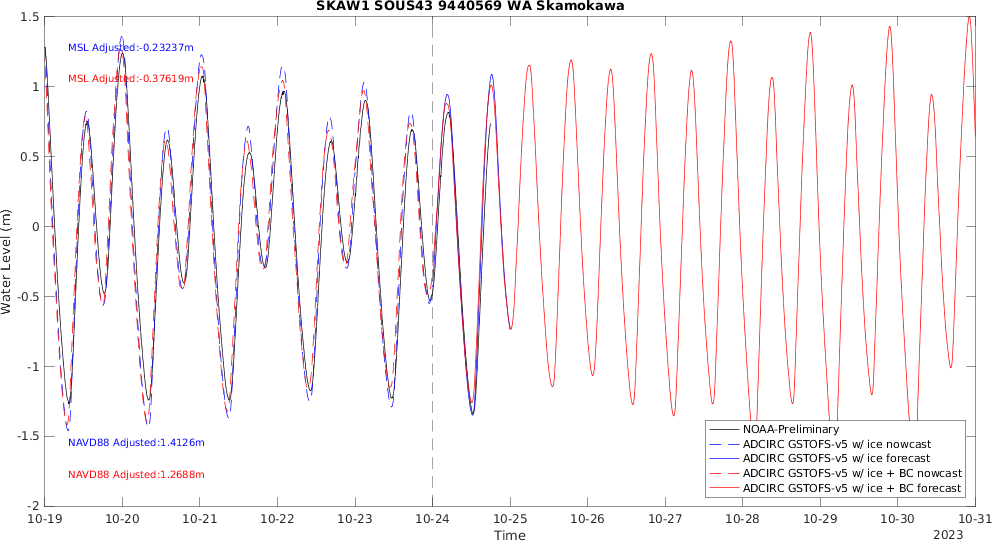 SKAW1 SOUS43 9440569 WA Skamokawa
MSL Adjusted:-0.23237m
MSL Adjusted:-0.37619m
NAVD88 Adjusted:1.4126m
NAVD88 Adjusted:1.2688m
Water Level (m)
1.5
1
0.5
0
-0.5
-1
-1.5
-2
NOAA-Preliminary
ADCIRC GSTOFS-v5 w/ ice nowcast
ADCIRC GSTOFS-v5 w/ ice forecast
ADCIRC GSTOFS-v5 w/ ice + BC nowcast
ADCIRC GSTOFS-v5 w/ ice + BC forecast
10-19 10-20 10-21 10-22 10-23 10-24 10-25 10-26 10-27 10-28 10-29 10-30 10-31
Time
2023